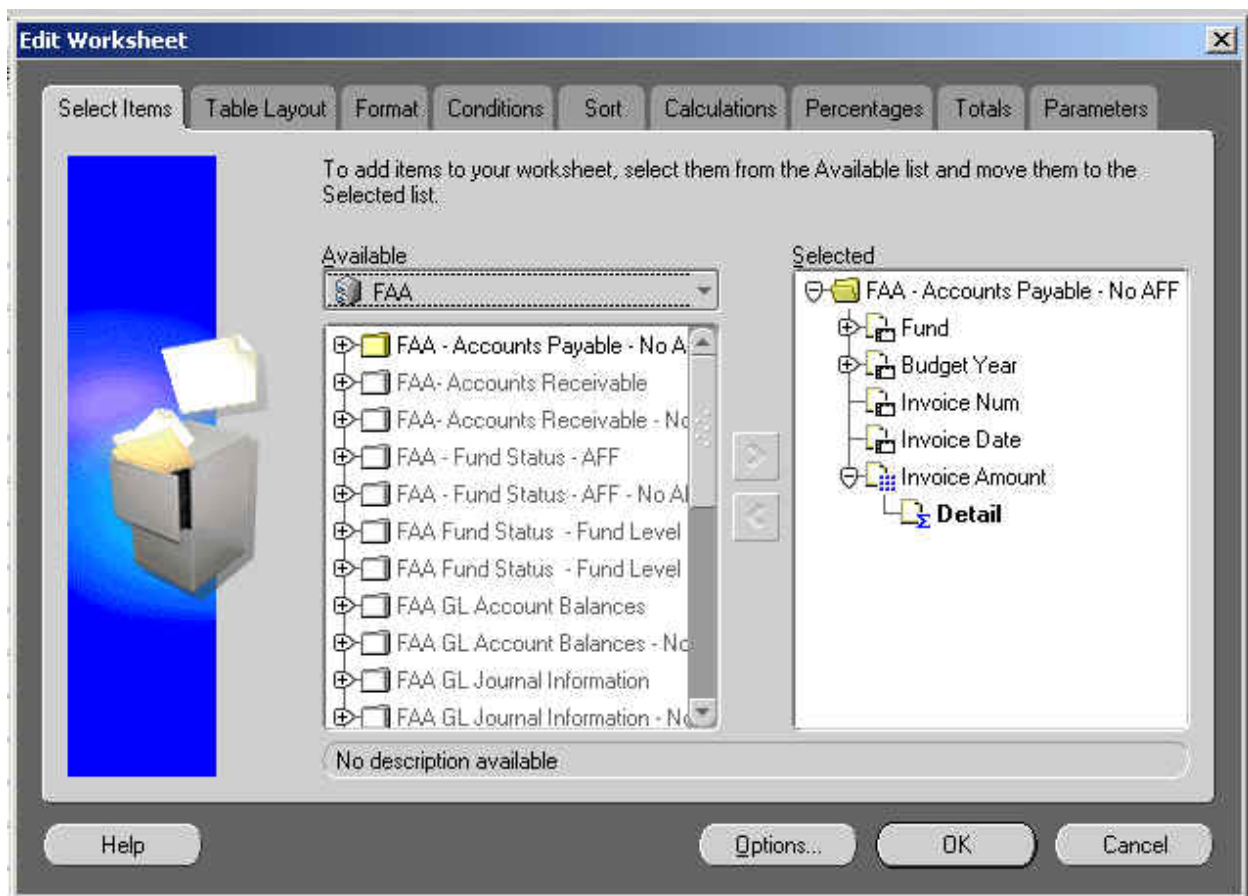 Edit Worksheet
Select Items Table Layout Format Conditions Sort Calculations Percentages Totals Parameters
To add items to your worksheet, select them from the Available list and move them to the
Selected list.
Available
FAA
FAA - Accounts Payable - No A
FAA- Accounts Receivable
FAA- Accounts Receivable - No
FAA - Fund Status - AFF
FAA - Fund Status - AFF - No Al
FAA Fund Status - Fund Level
FAA Fund Status - Fund Level
FAA GL Account Balances
FAA GL Account Balances - No
FAA GL Journal Information
FAA GL Journal Information - No
Selected
FAA - Accounts Payable - No AFF
Fund
Budget Year
Invoice Num
Invoice Date
Invoice Amount
Detail
No description available
Help Options... OK Cancel